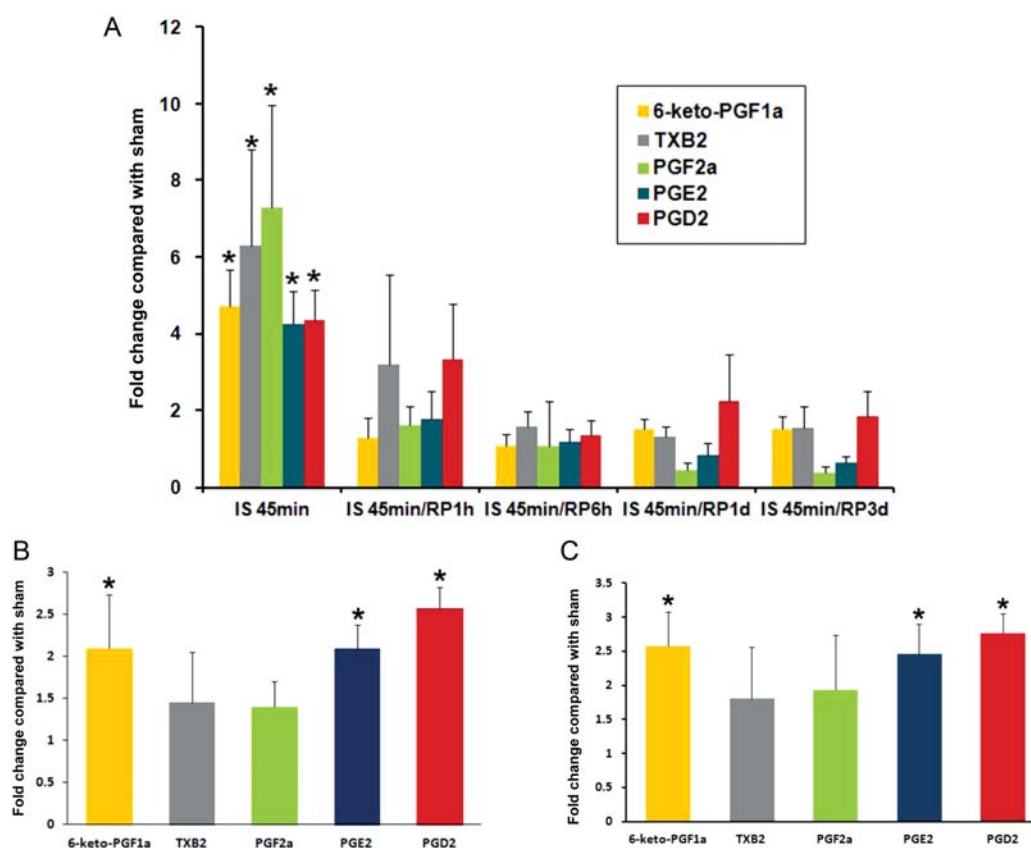 A
12
10
8
6
4
2
0
Fold change compared with sham
* * * * *
6-keto-PGF1a
TXB2
PGF2a
PGE2
PGD2
IS 45min IS 45min/RP1h IS 45min/RP6h IS 45min/RP1d IS 45min/RP3d
B
3
2.5
2
1.5
1
0.5
0
Fold change compared with sham
* * *
6-keto-PGF1a TXB2 PGF2a PGE2 PGD2
C
3.5
3
2.5
2
1.5
1
0.5
0
Fold change compared with sham
* * *
6-keto-PGF1a TXB2 PGF2a PGE2 PGD2